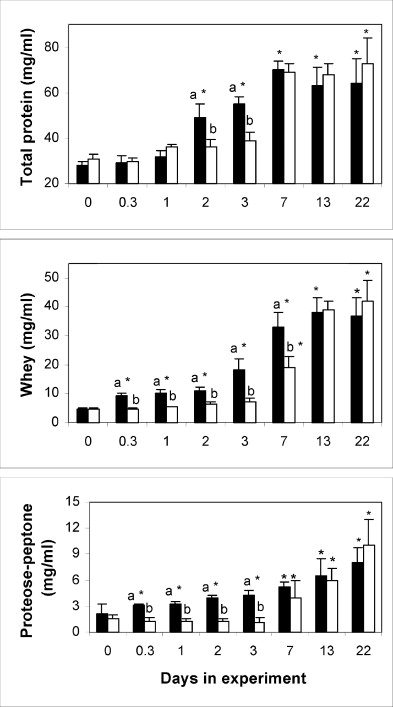 Total protein (mg/ml)
80
60
40
20
a * b a * b * * * *
0 0.3 1 2 3 7 13 22
Whey (mg/ml)
50
40
30
20
10
0
a * b a * b a * b a * b a * b * * * *
0 0.3 1 2 3 7 13 22
Proteose-peptone
(mg/ml)
15
12
9
6
3
0
a * b a * b a * b a * b * * * * * *
0 0.3 1 2 3 7 13 22
Days in experiment